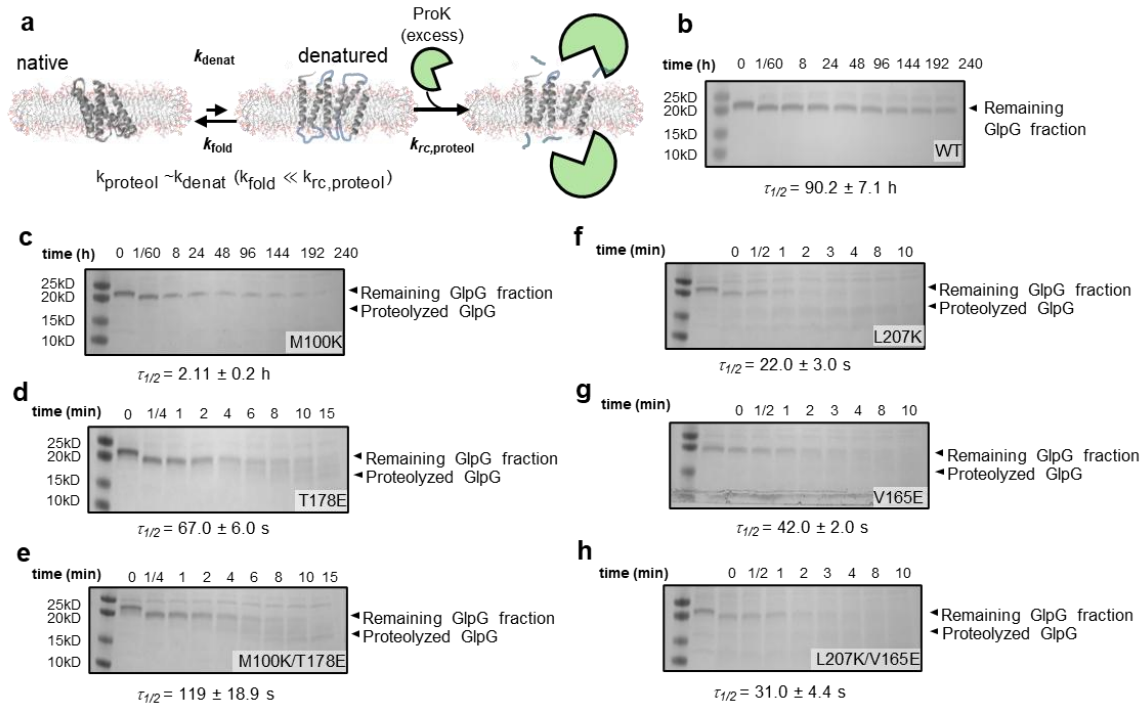 a
native
k_denat
k_fold
denatured
ProK
(excess)
k_rc,proteol
k_proteol ~k_denat (k_fold ≪ k_rc,proteol)
b
time (h) 0 1/60 8 24 48 96 144 192 240
25kD
20kD
15kD
10kD
Remaining
GlpG fraction
WT
τ1/2 = 90.2 ± 7.1 h
c
time (h) 0 1/60 8 24 48 96 144 192 240
25kD
20kD
15kD
10kD
Remaining GlpG fraction
Proteolyzed GlpG
M100K
τ1/2 = 2.11 ± 0.2 h
d
time (min) 0 1/4 1 2 4 6 8 10 15
25kD
20kD
15kD
10kD
Remaining GlpG fraction
Proteolyzed GlpG
T178E
τ1/2 = 67.0 ± 6.0 s
e
time (min) 0 1/4 1 2 4 6 8 10 15
25kD
20kD
15kD
10kD
Remaining GlpG fraction
Proteolyzed GlpG
M100K/T178E
τ1/2 = 119 ± 18.9 s
f
time (min) 0 1/2 1 2 3 4 8 10
Remaining GlpG fraction
Proteolyzed GlpG
L207K
τ1/2 = 22.0 ± 3.0 s
g
time (min) 0 1/2 1 2 3 4 8 10
Remaining GlpG fraction
Proteolyzed GlpG
V165E
τ1/2 = 42.0 ± 2.0 s
h
time (min) 0 1/2 1 2 3 4 8 10
Remaining GlpG fraction
Proteolyzed GlpG
L207K/V165E
τ1/2 = 31.0 ± 4.4 s